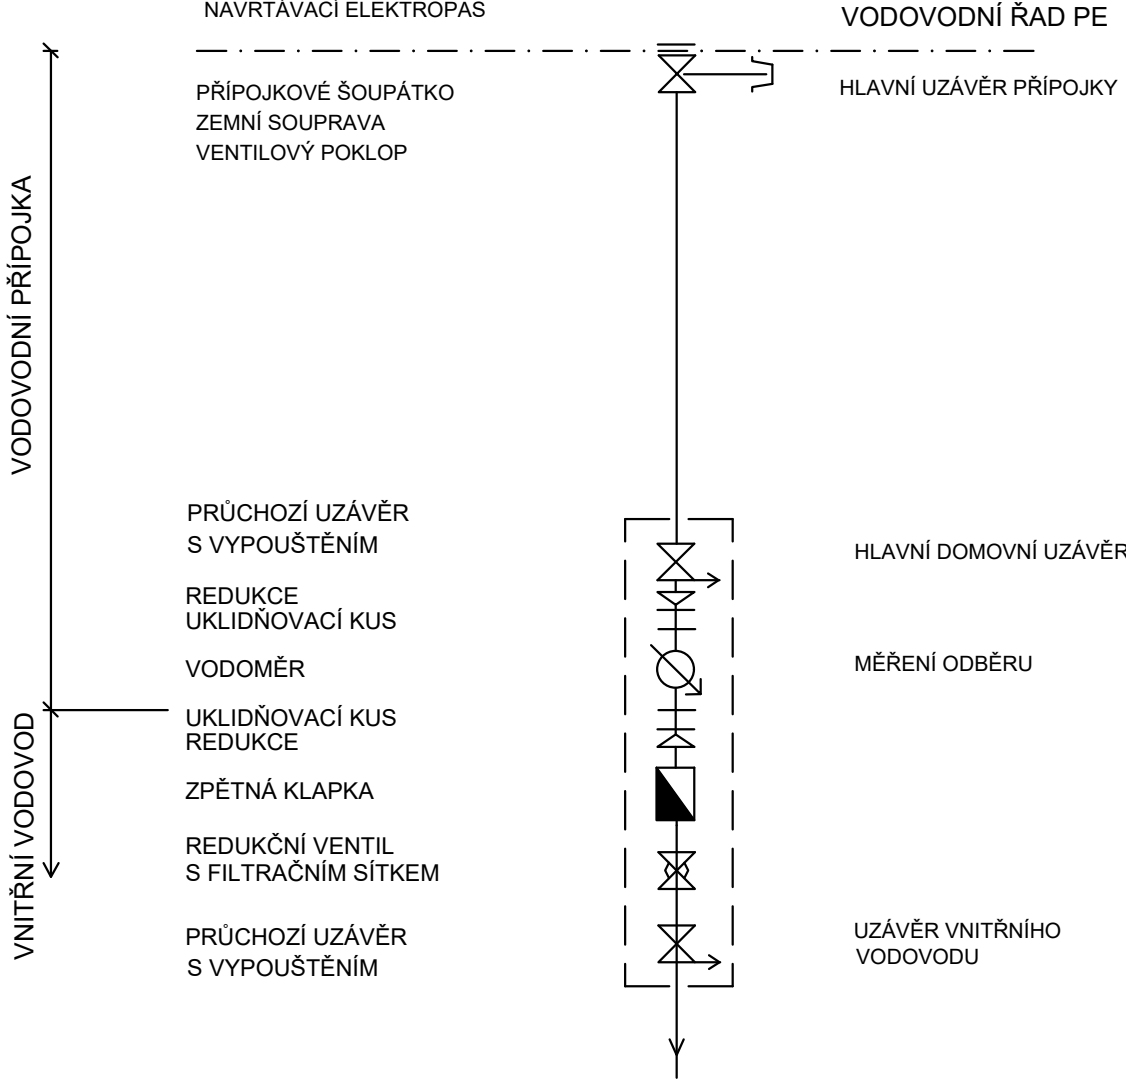 NAVRTÁVACÍ ELEKTROPAS
VODOVODNÍ ŘAD PE
PŘÍPOJKOVÉ ŠOUPÁTKO
ZEMNÍ SOUPRAVA
VENTILOVÝ POKLOP
HLAVNÍ UZÁVĚR PŘÍPOJKY
VODOVODNÍ PŘÍPOJKA
PRŮCHOZÍ UZÁVĚR
S VYPOUŠTĚNÍM
HLAVNÍ DOMOVNÍ UZÁVĚR
REDUKCE
UKLIDŇOVACÍ KUS
VODOMĚR
MĚŘENÍ ODBĚRU
UKLIDŇOVACÍ KUS
REDUKCE
ZPĚTNÁ KLAPKA
REDUKČNÍ VENTIL
S FILTRAČNÍM SÍTKEM
VNITŘNÍ VODOVOD
PRŮCHOZÍ UZÁVĚR
S VYPOUŠTĚNÍM
UZÁVĚR VNITŘNÍHO
VODOVODU